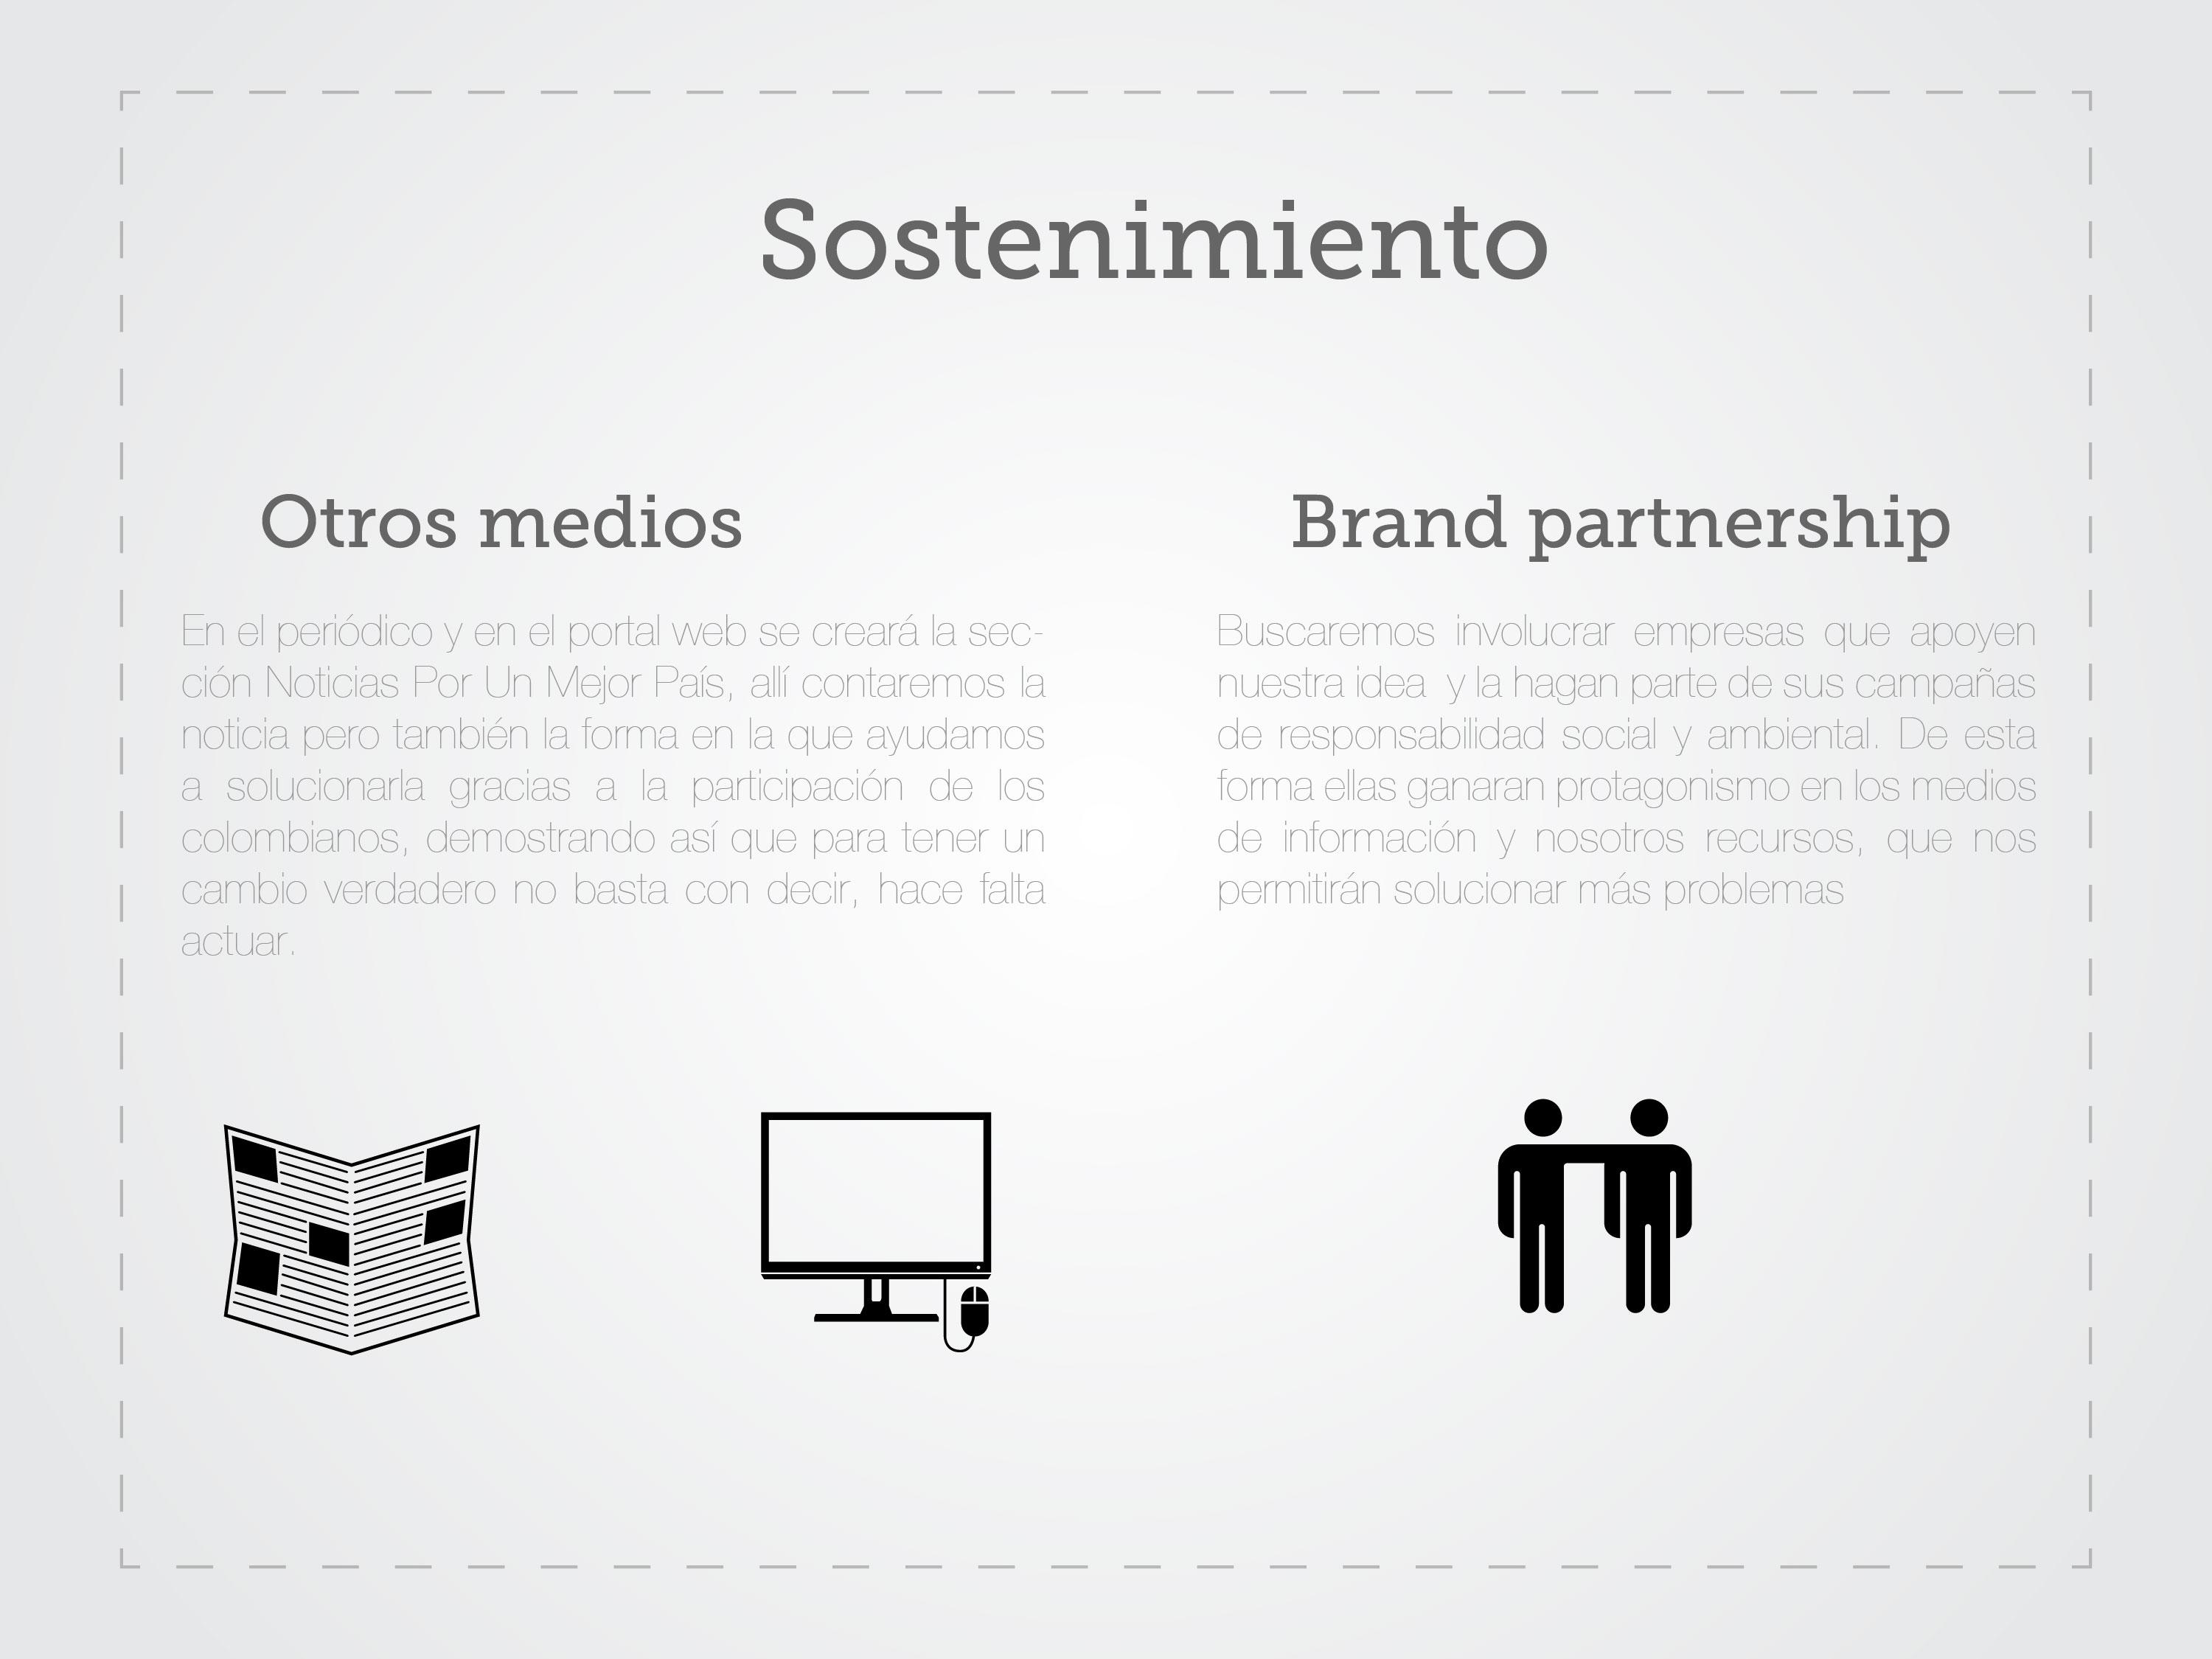 Sostenimiento
Otros medios
En el periódico y en el portal web se creará la sec-
ción Noticias Por Un Mejor País, allí contaremos la
noticia pero también la forma en la que ayudamos
a solucionarla gracias a la participación de los
colombianos, demostrando así que para tener un
cambio verdadero no basta con decir, hace falta
actuar.
Brand partnership
Buscaremos involucrar empresas que apoyen
nuestra idea y la hagan parte de sus campañas
de responsabilidad social y ambiental. De esta
forma ellas ganaran protagonismo en los medios
de información y nosotros recursos, que nos
permitirán solucionar más problemas